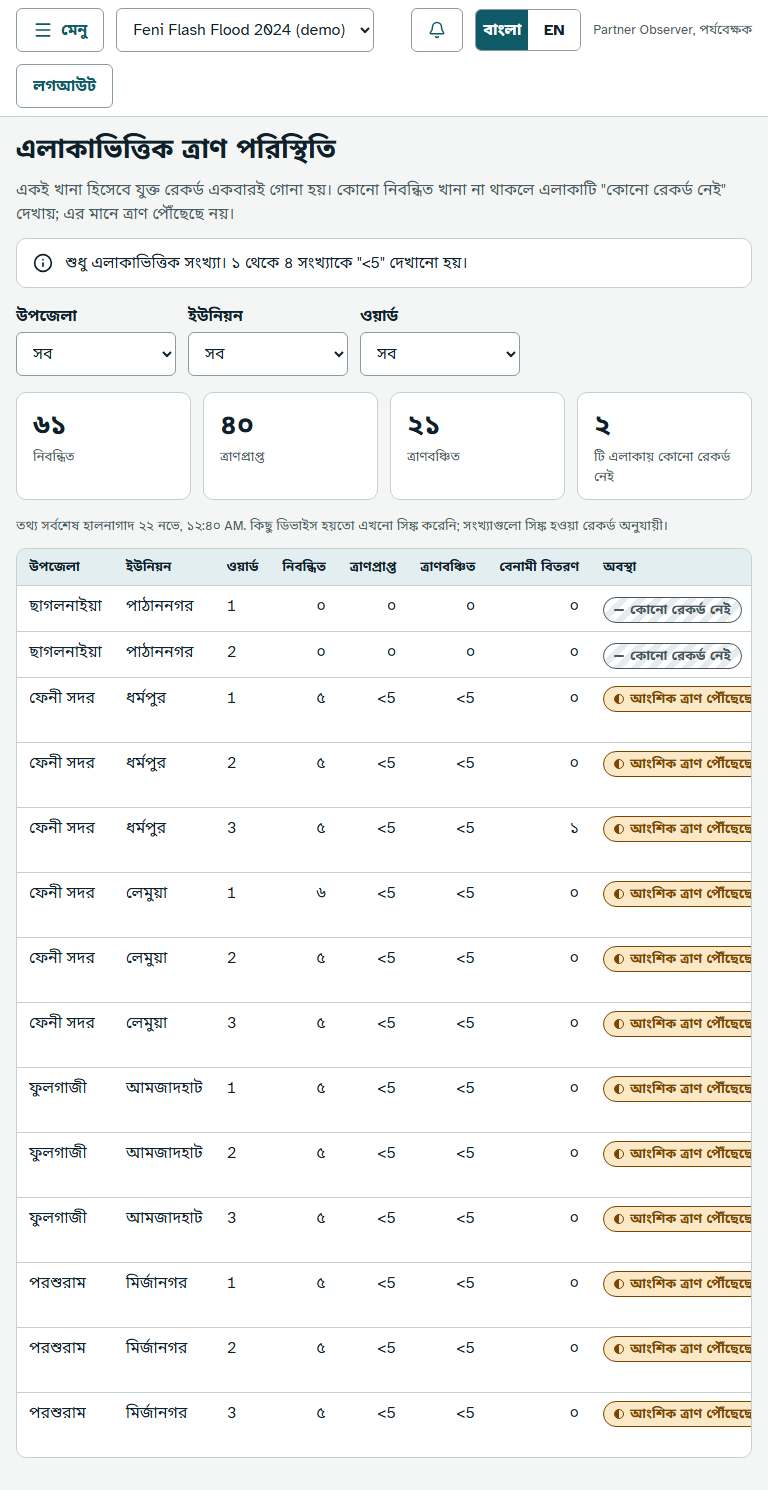 মেনু Feni Flash Flood 2024 (demo) বাংলা EN Partner Observer, পর্যবেক্ষক
লগআউট
এলাকাভিত্তিক ত্রাণ পরিস্থিতি
একই খানা হিসেবে যুক্ত রেকর্ড একবারই গোনা হয়। কোনো নিবন্ধিত খানা না থাকলে এলাকাটি "কোনো রেকর্ড নেই"
দেখায়; এর মানে ত্রাণ পৌঁছেছে নয়।
শুধু এলাকাভিত্তিক সংখ্যা। ১ থেকে ৪ সংখ্যাকে "<5" দেখানো হয়।
উপজেলা ইউনিয়ন ওয়ার্ড
সব সব সব
৬১ ৪০ ২১ ২
নিবন্ধিত ত্রাণপ্রাপ্ত ত্রাণবঞ্চিত টি এলাকায় কোনো রেকর্ড
নেই
তথ্য সর্বশেষ হালনাগাদ ২২ নভে, ১২:৪০ AM. কিছু ডিভাইস হয়তো এখনো সিঙ্ক করেনি; সংখ্যাগুলো সিঙ্ক হওয়া রেকর্ড অনুযায়ী।
উপজেলা ইউনিয়ন ওয়ার্ড নিবন্ধিত ত্রাণপ্রাপ্ত ত্রাণবঞ্চিত বেনামী বিতরণ অবস্থা
ছাগলনাইয়া পাঠাননগর 1 ০ ০ ০ ০ – কোনো রেকর্ড নেই
ছাগলনাইয়া পাঠাননগর 2 ০ ০ ০ ০ – কোনো রেকর্ড নেই
ফেনী সদর ধর্মপুর 1 ৫ <5 <5 ০ আংশিক ত্রাণ পৌঁছেছে
ফেনী সদর ধর্মপুর 2 ৫ <5 <5 ০ আংশিক ত্রাণ পৌঁছেছে
ফেনী সদর ধর্মপুর 3 ৫ <5 <5 ১ আংশিক ত্রাণ পৌঁছেছে
ফেনী সদর লেমুয়া 1 ৬ <5 <5 ০ আংশিক ত্রাণ পৌঁছেছে
ফেনী সদর লেমুয়া 2 ৫ <5 <5 ০ আংশিক ত্রাণ পৌঁছেছে
ফেনী সদর লেমুয়া 3 ৫ <5 <5 ০ আংশিক ত্রাণ পৌঁছেছে
ফুলগাজী আমজাদহাট 1 ৫ <5 <5 ০ আংশিক ত্রাণ পৌঁছেছে
ফুলগাজী আমজাদহাট 2 ৫ <5 <5 ০ আংশিক ত্রাণ পৌঁছেছে
ফুলগাজী আমজাদহাট 3 ৫ <5 <5 ০ আংশিক ত্রাণ পৌঁছেছে
পরশুরাম মির্জানগর 1 ৫ <5 <5 ০ আংশিক ত্রাণ পৌঁছেছে
পরশুরাম মির্জানগর 2 ৫ <5 <5 ০ আংশিক ত্রাণ পৌঁছেছে
পরশুরাম মির্জানগর 3 ৫ <5 <5 ০ আংশিক ত্রাণ পৌঁছেছে